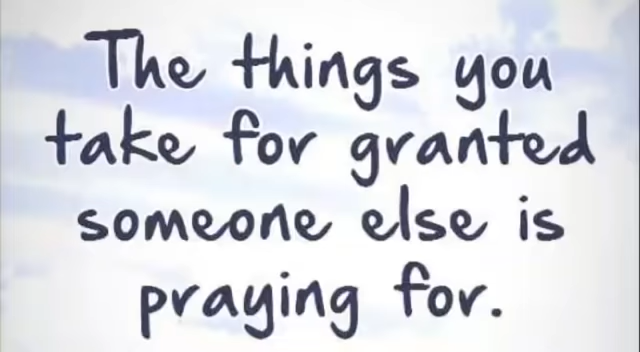 The things you
take for granted
someone else is
praying for.